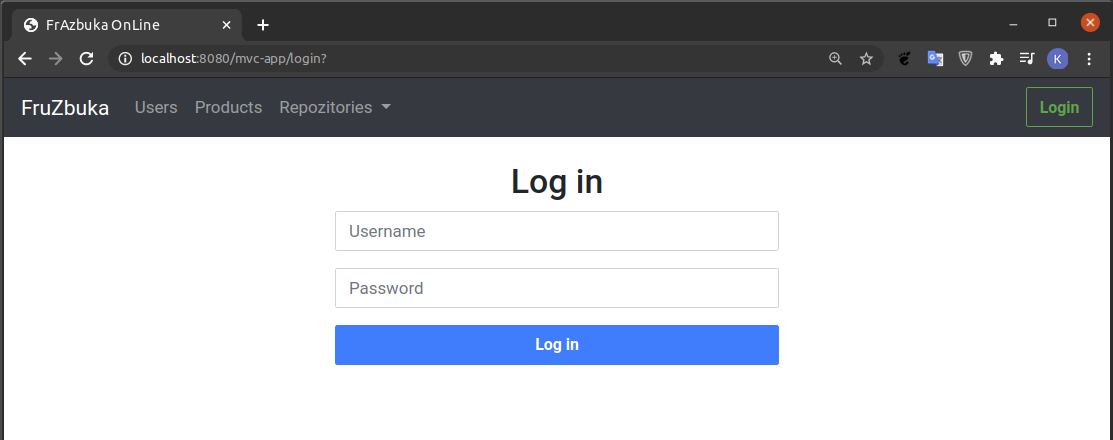 FrAzbuka OnLine
localhost:8080/mvc-app/login?
K
FruZbuka Users Products Repozitories Login
Log in
Username
Password
Log in